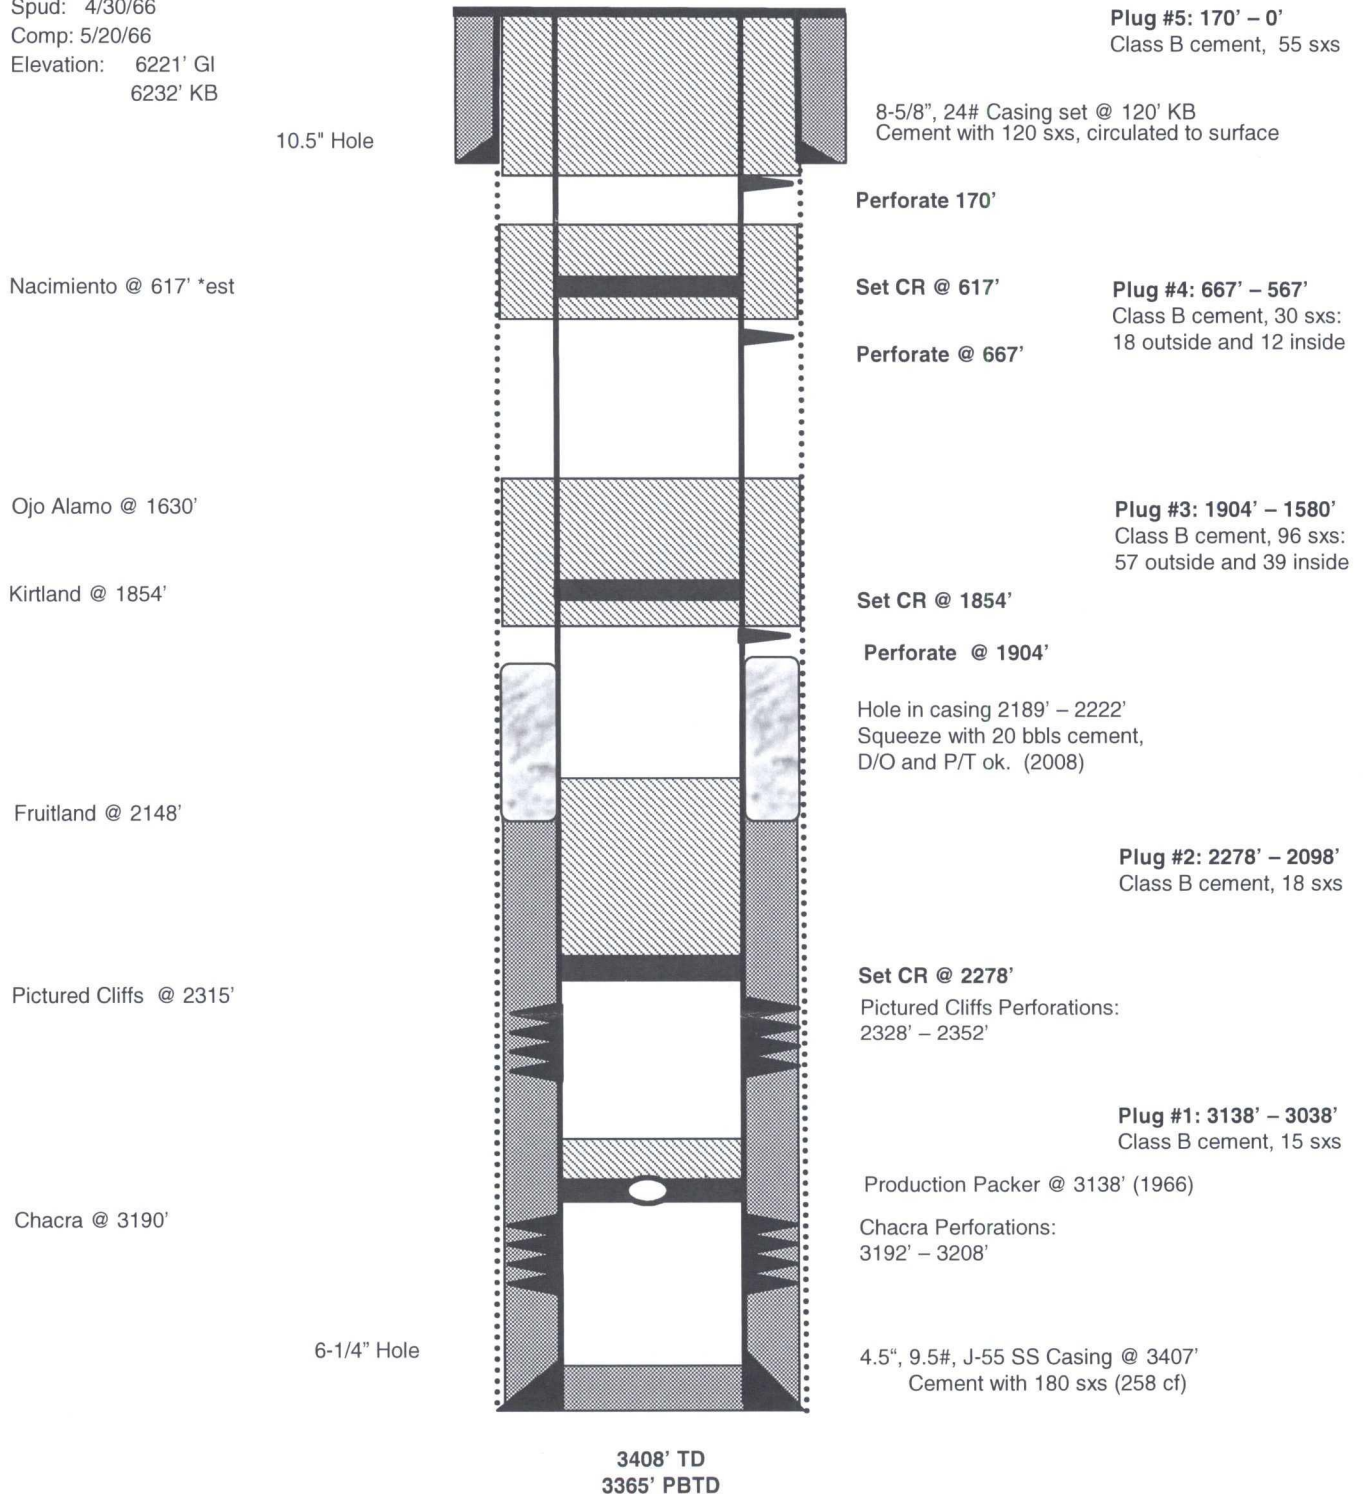 Spud: 4/30/66
Comp: 5/20/66
Elevation: 6221' GI
6232' KB
10.5" Hole
Plug #5: 170' – 0'
Class B cement, 55 sxs
8-5/8", 24# Casing set @ 120' KB
Cement with 120 sxs, circulated to surface
Perforate 170'
Nacimiento @ 617' *est
Set CR @ 617'
Plug #4: 667' – 567'
Class B cement, 30 sxs:
18 outside and 12 inside
Perforate @ 667'
Ojo Alamo @ 1630'
Plug #3: 1904' – 1580'
Class B cement, 96 sxs:
57 outside and 39 inside
Kirtland @ 1854'
Set CR @ 1854'
Perforate @ 1904'
Hole in casing 2189' – 2222'
Squeeze with 20 bbls cement,
D/O and P/T ok. (2008)
Fruitland @ 2148'
Plug #2: 2278' – 2098'
Class B cement, 18 sxs
Set CR @ 2278'
Pictured Cliffs @ 2315'
Pictured Cliffs Perforations:
2328' – 2352'
Plug #1: 3138' – 3038'
Class B cement, 15 sxs
Production Packer @ 3138' (1966)
Chacra @ 3190'
Chacra Perforations:
3192' – 3208'
6-1/4" Hole
4.5", 9.5#, J-55 SS Casing @ 3407'
Cement with 180 sxs (258 cf)
3408' TD
3365' PBTD